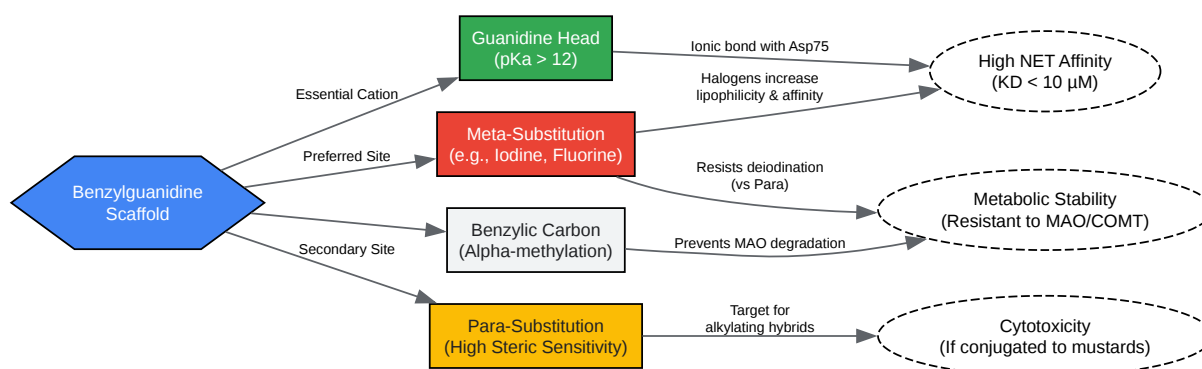 Guanidine Head
(pKa > 12)
Ionic bond with Asp75
High NET Affinity
(KD < 10 µM)
Halogens increase
lipophilicity & affinity
Essential Cation
Meta-Substitution
(e.g., Iodine, Fluorine)
Preferred Site
Benzylguanidine
Scaffold
Resists deiodination
(vs Para)
Metabolic Stability
(Resistant to MAO/COMT)
Benzylic Carbon
(Alpha-methylation)
Prevents MAO degradation
Secondary Site
Para-Substitution
(High Steric Sensitivity)
Target for
alkylating hybrids
Cytotoxicity
(If conjugated to mustards)